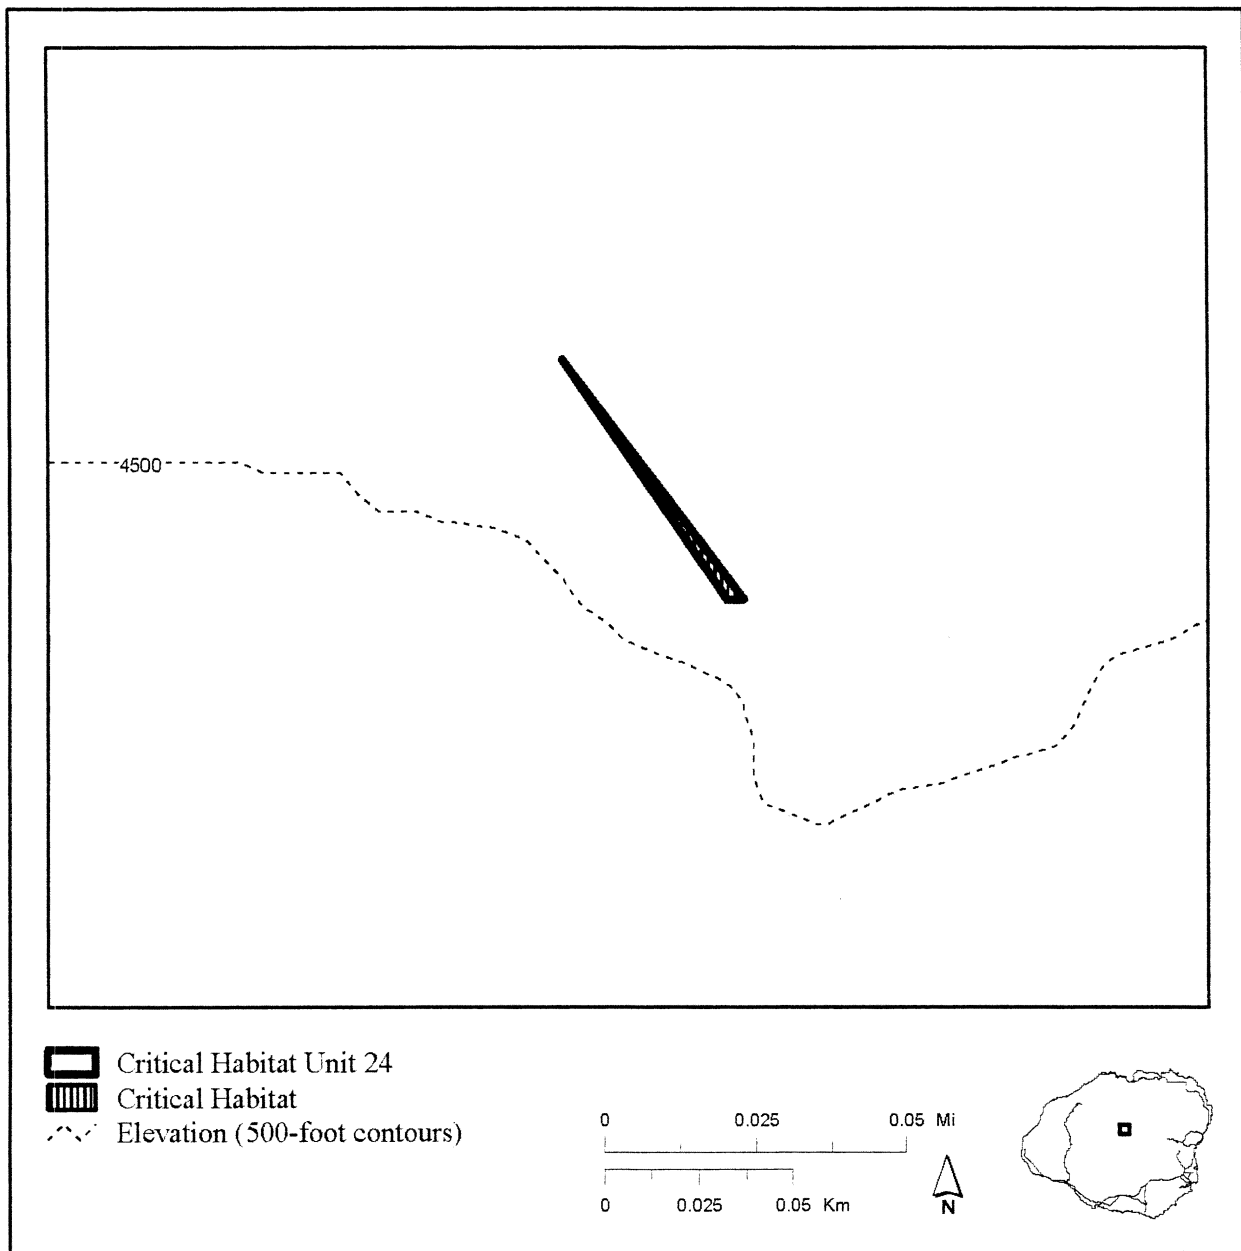 4500
Critical Habitat Unit 24
Critical Habitat
Elevation (500-foot contours)
0 0.025 0.05 Mi
0 0.025 0.05 Km
N